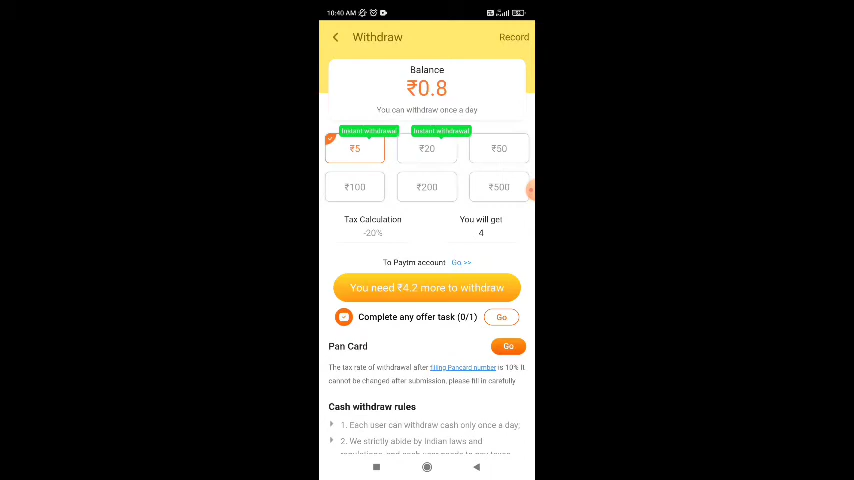 10:40 AM
Withdraw
Record
Balance
₹0.8
You can withdraw once a day
Instant withdrawal
Instant withdrawal
₹5
₹20
₹50
₹100
₹200
₹500
Tax Calculation
You will get
-20%
4
To Paytm account Go >>
You need ₹4.2 more to withdraw
Complete any offer task (0/1)
Go
Pan Card
Go
The tax rate of withdrawal after filling Pancard number is 10% It
cannot be changed after submission, please fill in carefully
Cash withdraw rules
1. Each user can withdraw cash only once a day;
2. We strictly abide by Indian laws and